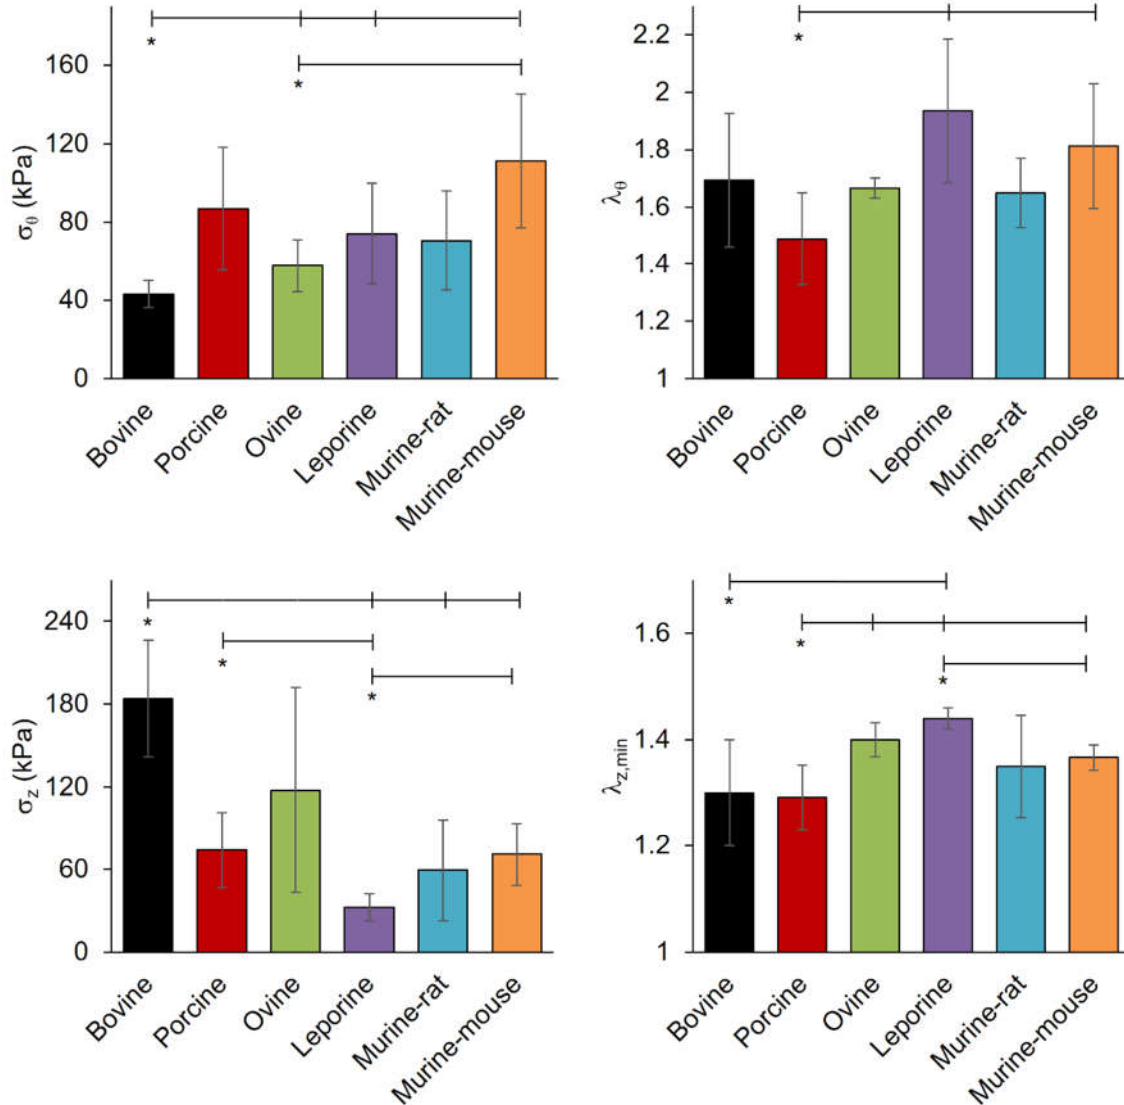 σθ (kPa)
160
120
80
40
0
*
*
Bovine
Porcine
Ovine
Leporine
Murine-rat
Murine-mouse
λθ
2.2
2
1.8
1.6
1.4
1.2
1
*
Bovine
Porcine
Ovine
Leporine
Murine-rat
Murine-mouse
σz (kPa)
240
180
120
60
0
*
*
*
Bovine
Porcine
Ovine
Leporine
Murine-rat
Murine-mouse
λz,min
1.6
1.4
1.2
1
*
*
*
Bovine
Porcine
Ovine
Leporine
Murine-rat
Murine-mouse